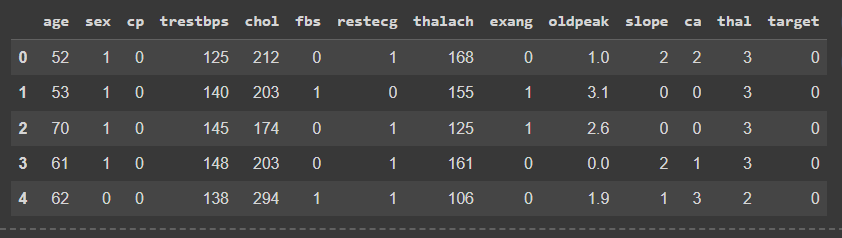 age sex cp trestbps chol fbs restecg thalach exang oldpeak slope ca thal target
0 52 1 0 125 212 0 1 168 0 1.0 2 2 3 0
1 53 1 0 140 203 1 0 155 1 3.1 0 0 3 0
2 70 1 0 145 174 0 1 125 1 2.6 0 0 3 0
3 61 1 0 148 203 0 1 161 0 0.0 2 1 3 0
4 62 0 0 138 294 1 1 106 0 1.9 1 3 2 0